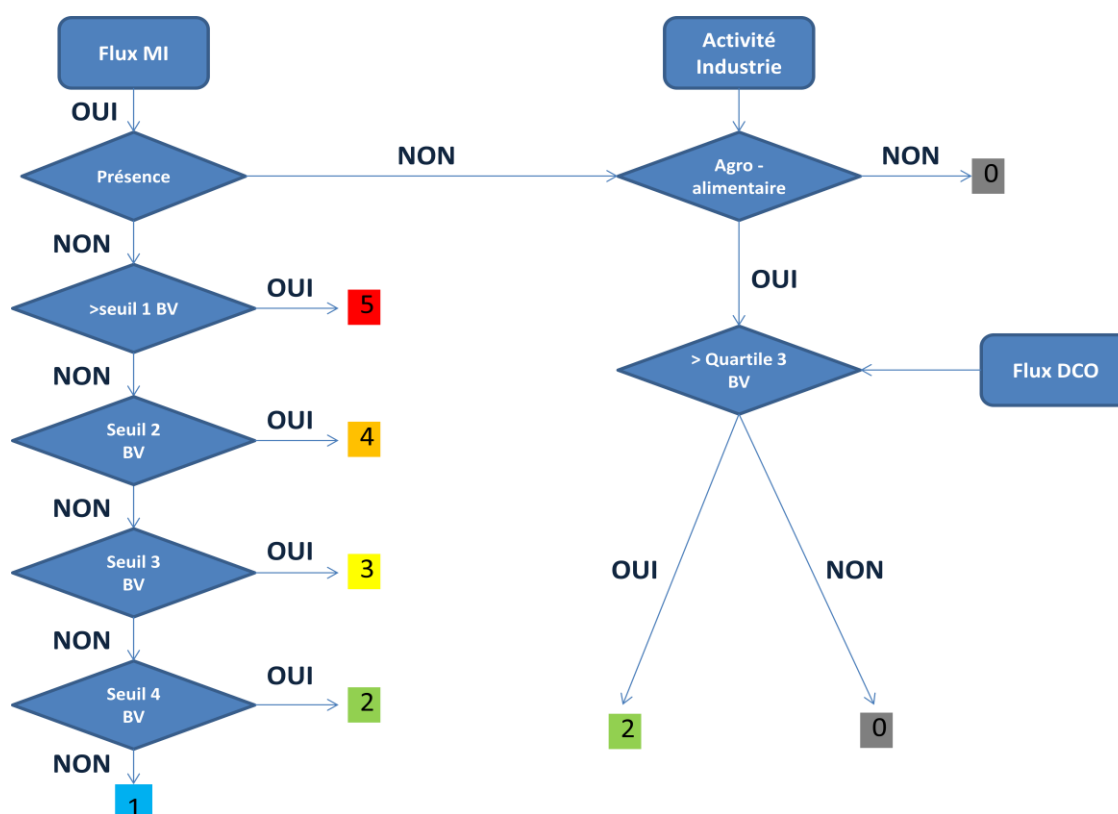 Flux MI
Activité
Industrie
OUI
Présence
NON
Agro -
alimentaire
NON
0
NON
>seuil 1 BV
OUI
5
OUI
NON
> Quartile 3
BV
Flux DCO
Seuil 2
BV
OUI
4
NON
Seuil 3
BV
OUI
3
OUI
NON
NON
Seuil 4
BV
OUI
2
2
0
NON
1